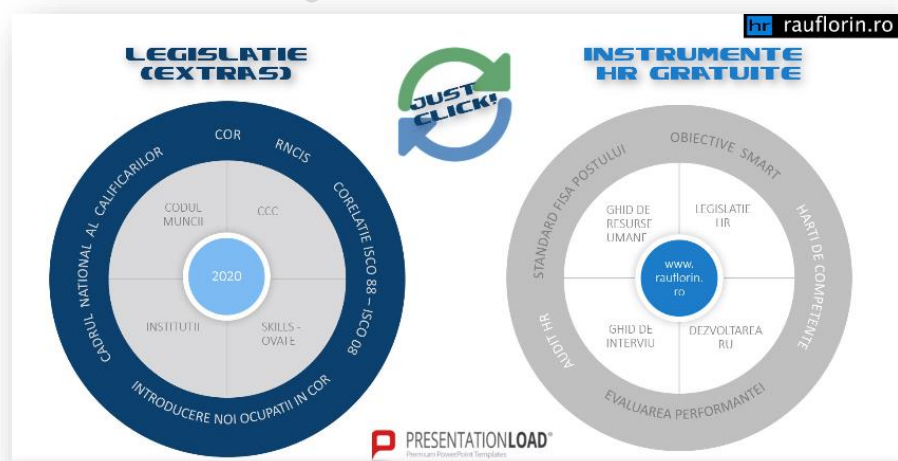 hr rauflorin.ro
LEGISLATIE
(EXTRAS)
JUST
CLICK!
INSTRUMENTE
HR GRATUITE
CADRUL NATIONAL AL CALIFICARILOR
COR
RNCIS
CORELATIE ISCO 88 – ISCO 08
INTRODUCERE NOI OCUPATII IN COR
CODUL
MUNCII
CCC
2020
INSTITUTII
SKILLS -
OVATE
STANDARD FISA POSTULUI
OBIECTIVE SMART
HARTI DE COMPETENTE
EVALUAREA PERFORMANTEI
AUDIT HR
GHID DE
RESURSE
UMANE
LEGISLATIE
HR
www.
rauflorin.
ro
GHID DE
INTERVIU
DEZVOLTAREA
RU
PRESENTATIONLOAD®
Premium PowerPoint Templates